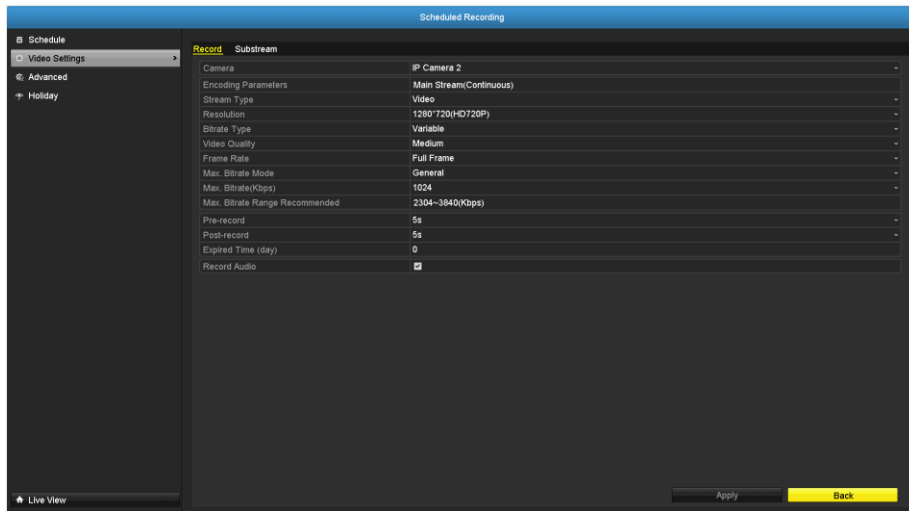 Scheduled Recording
Schedule
Video Settings
Advanced
Holiday
Record Substream
Camera IP Camera 2
Encoding Parameters Main Stream(Continuous)
Stream Type Video
Resolution 1280*720(HD720P)
Bitrate Type Variable
Video Quality Medium
Frame Rate Full Frame
Max. Bitrate Mode General
Max. Bitrate(Kbps) 1024
Max. Bitrate Range Recommended 2304~3840(Kbps)
Pre-record 5s
Post-record 5s
Expired Time (day) 0
Record Audio
Live View
Apply Back